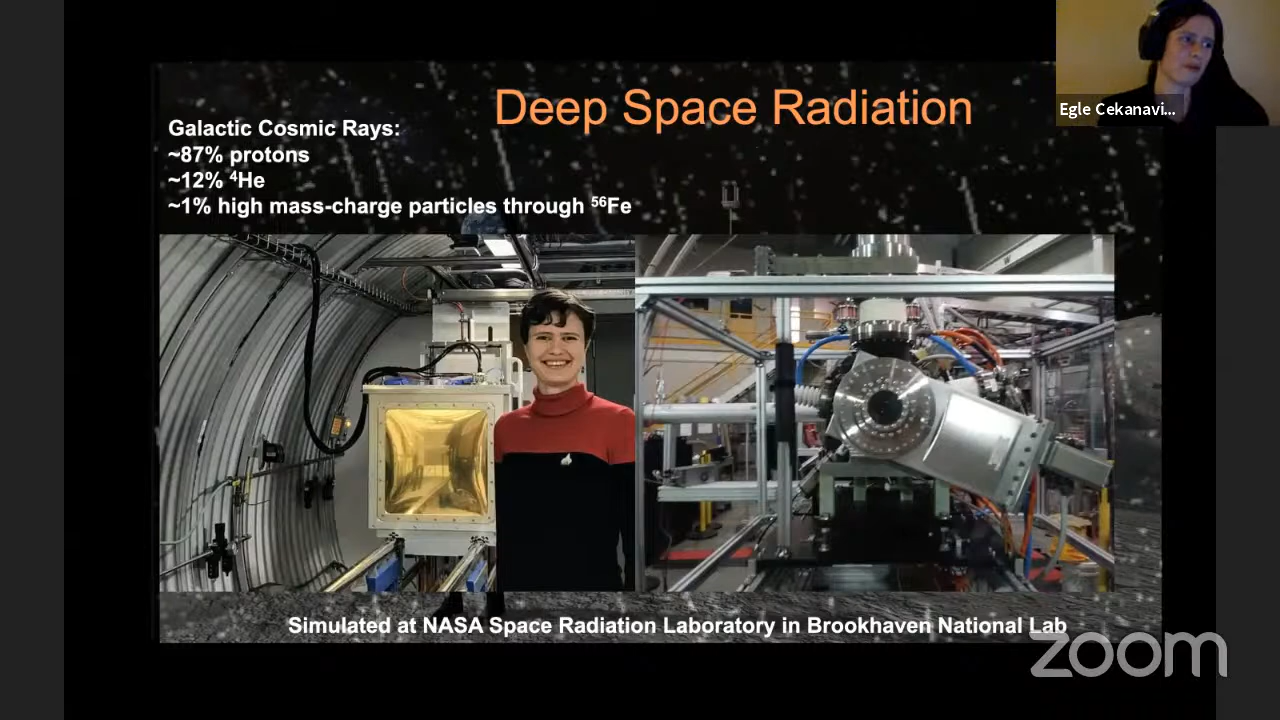 Deep Space Radiation
Galactic Cosmic Rays:
~87% protons
~12% ⁴He
~1% high mass-charge particles through ⁵⁶Fe
Egle Cekanavi...
Simulated at NASA Space Radiation Laboratory in Brookhaven National Lab
zoom